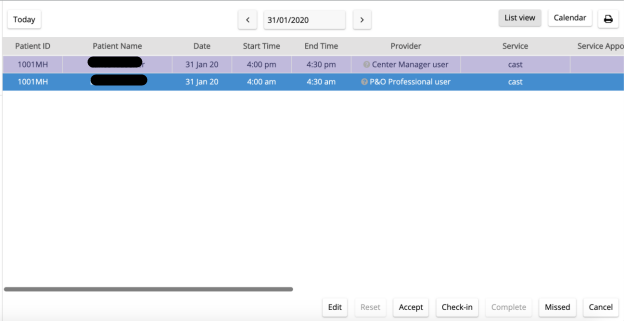 Today < 31/01/2020 > List view Calendar
Patient ID Patient Name Date Start Time End Time Provider Service Service Appo
1001MH 31 Jan 20 4:00 pm 4:30 pm Center Manager user cast
1001MH 31 Jan 20 4:00 am 4:30 am P&O Professional user cast
Edit Reset Accept Check-in Complete Missed Cancel